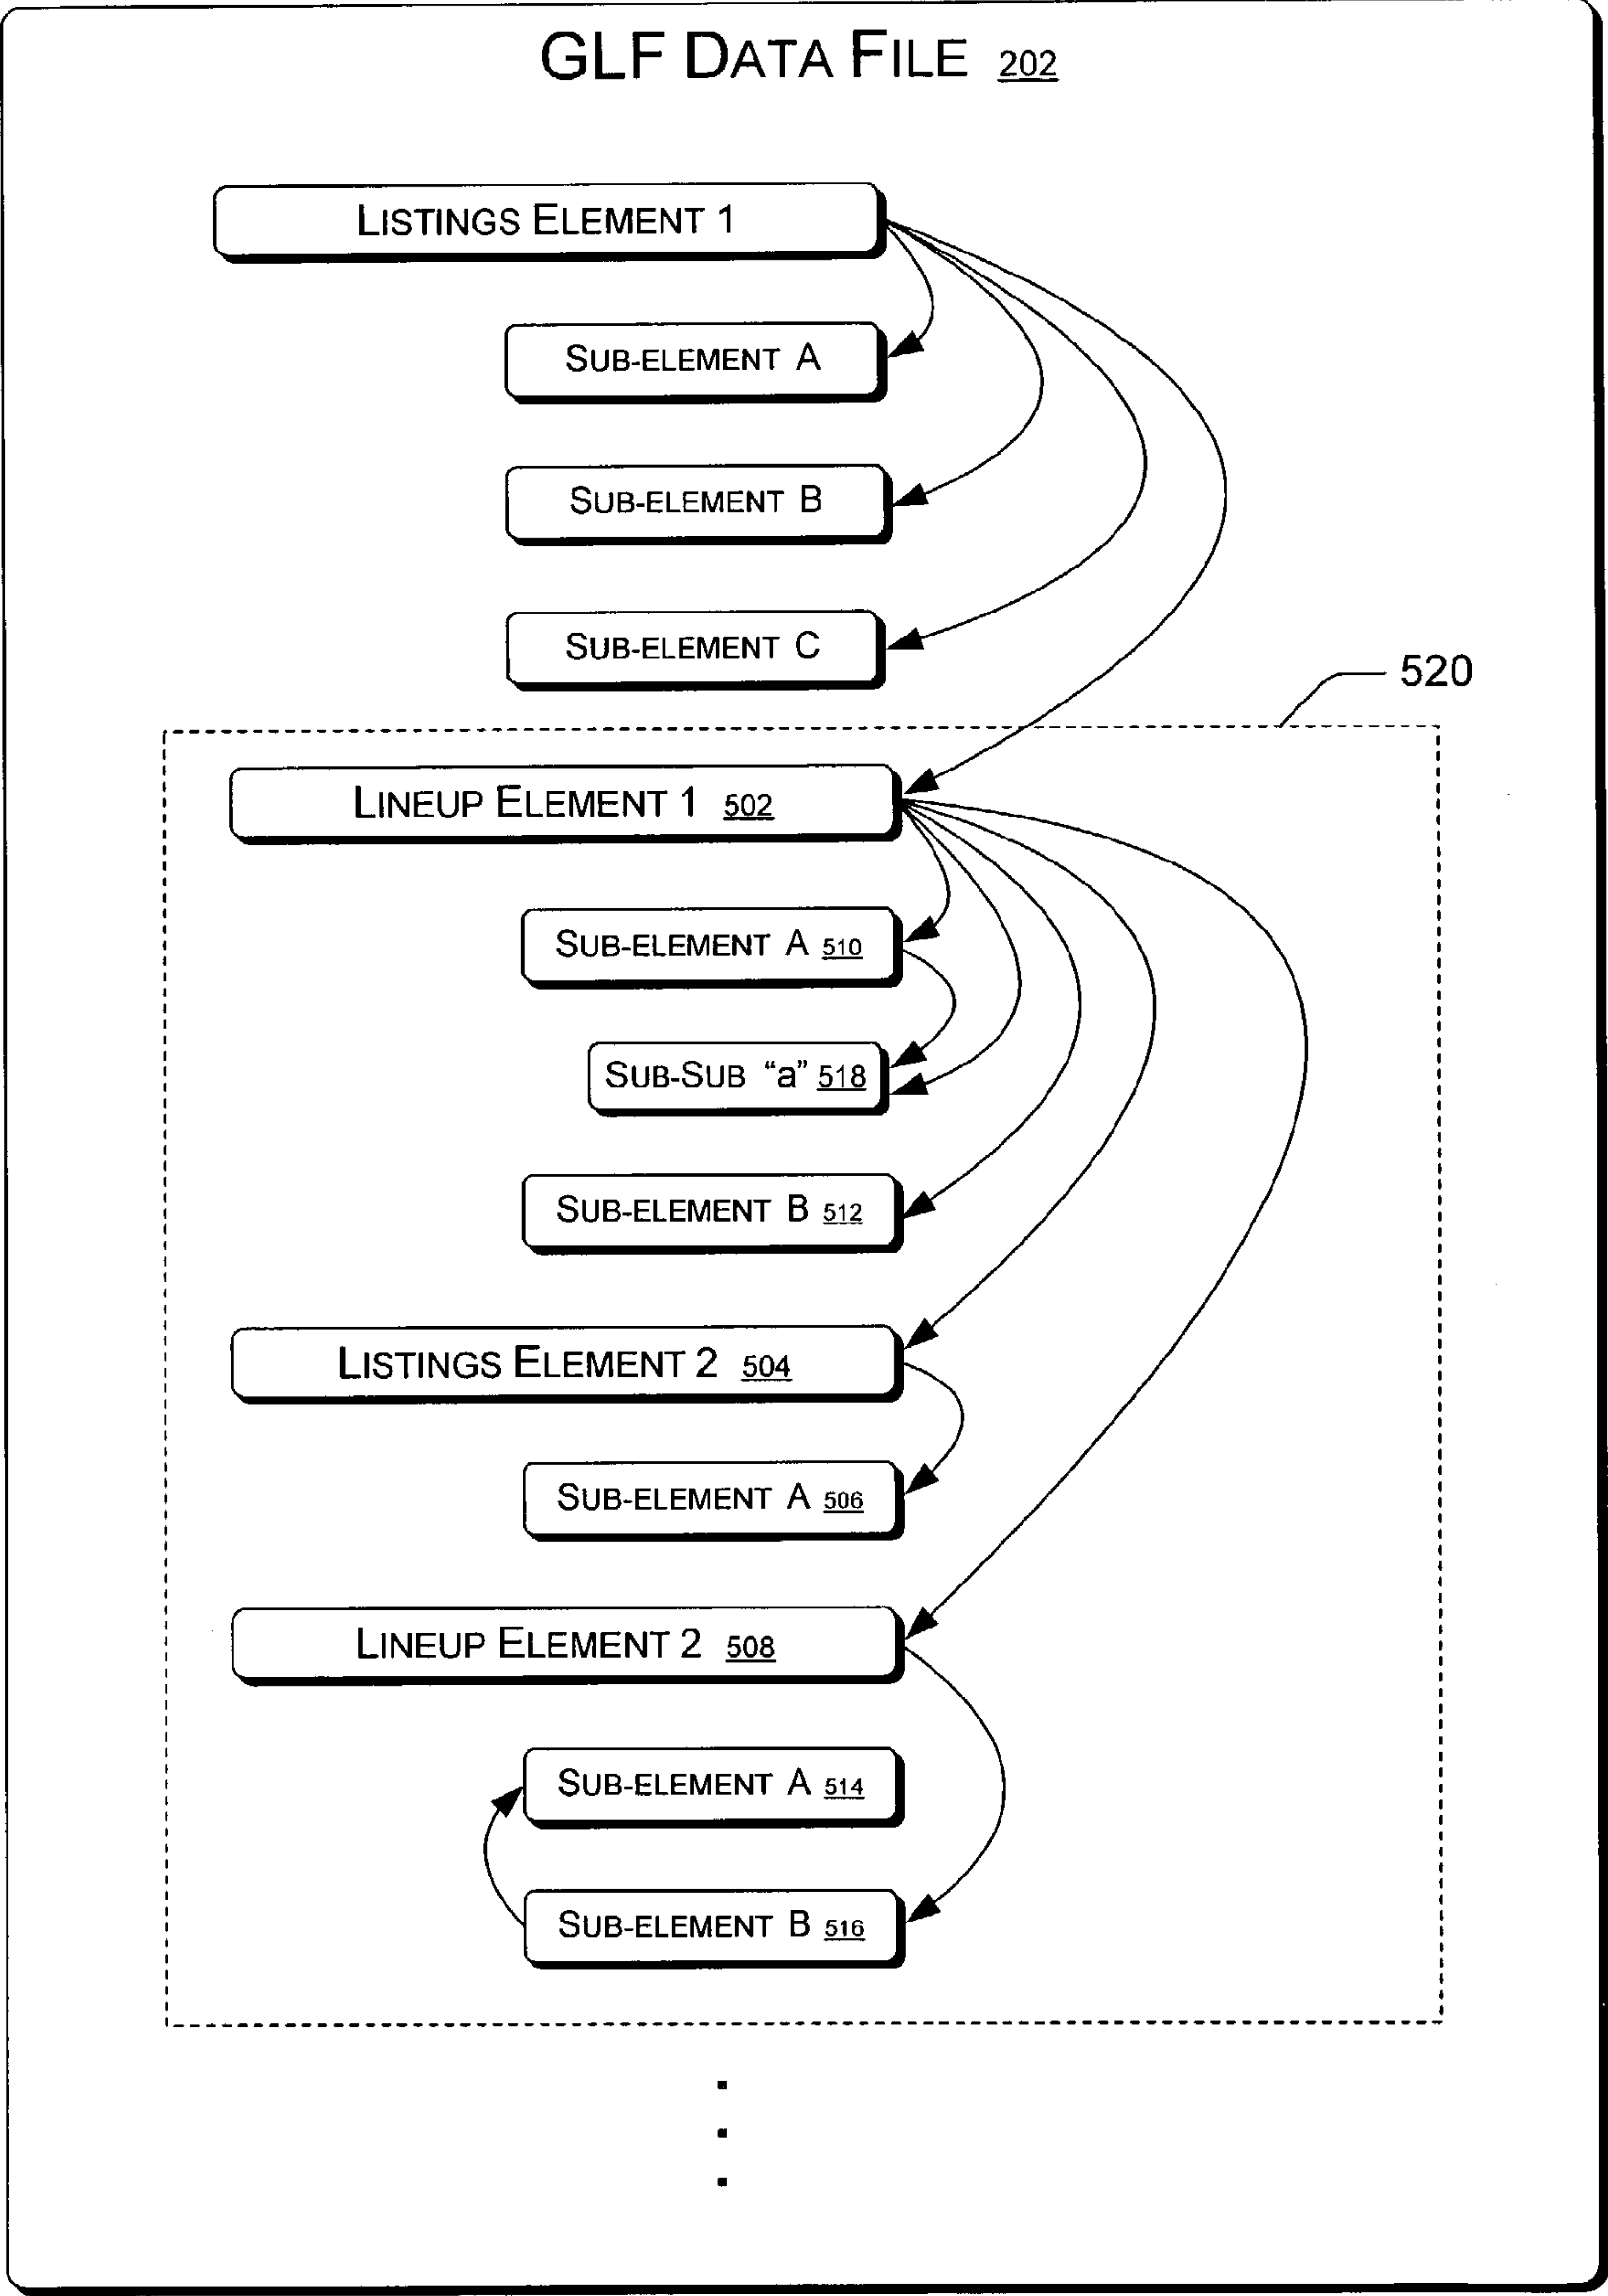 GLF DATA FILE 202
LISTINGS ELEMENT 1
SUB-ELEMENT A
SUB-ELEMENT B
SUB-ELEMENT C
520
LINEUP ELEMENT 1 502
SUB-ELEMENT A 510
SUB-SUB "a" 518
SUB-ELEMENT B 512
LISTINGS ELEMENT 2 504
SUB-ELEMENT A 506
LINEUP ELEMENT 2 508
SUB-ELEMENT A 514
SUB-ELEMENT B 516